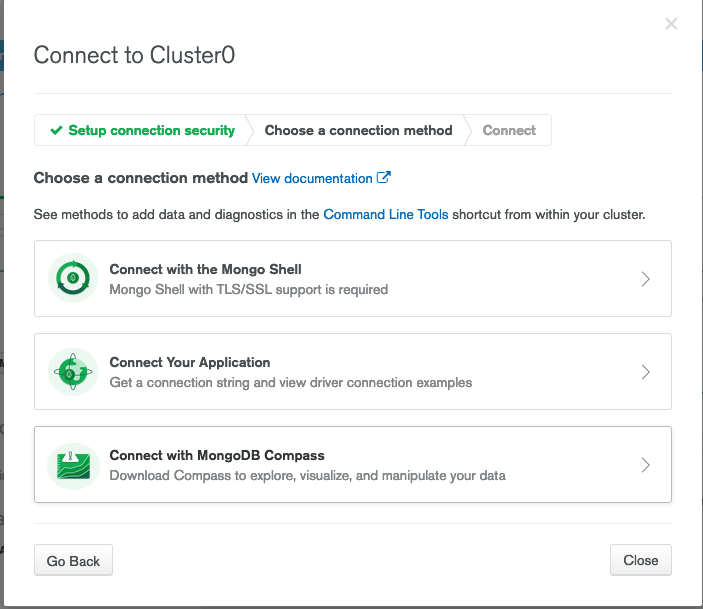 Connect to Cluster0
Setup connection security
Choose a connection method
Connect
Choose a connection method View documentation
See methods to add data and diagnostics in the Command Line Tools shortcut from within your cluster.
Connect with the Mongo Shell
Mongo Shell with TLS/SSL support is required
Connect Your Application
Get a connection string and view driver connection examples
Connect with MongoDB Compass
Download Compass to explore, visualize, and manipulate your data
Go Back
Close